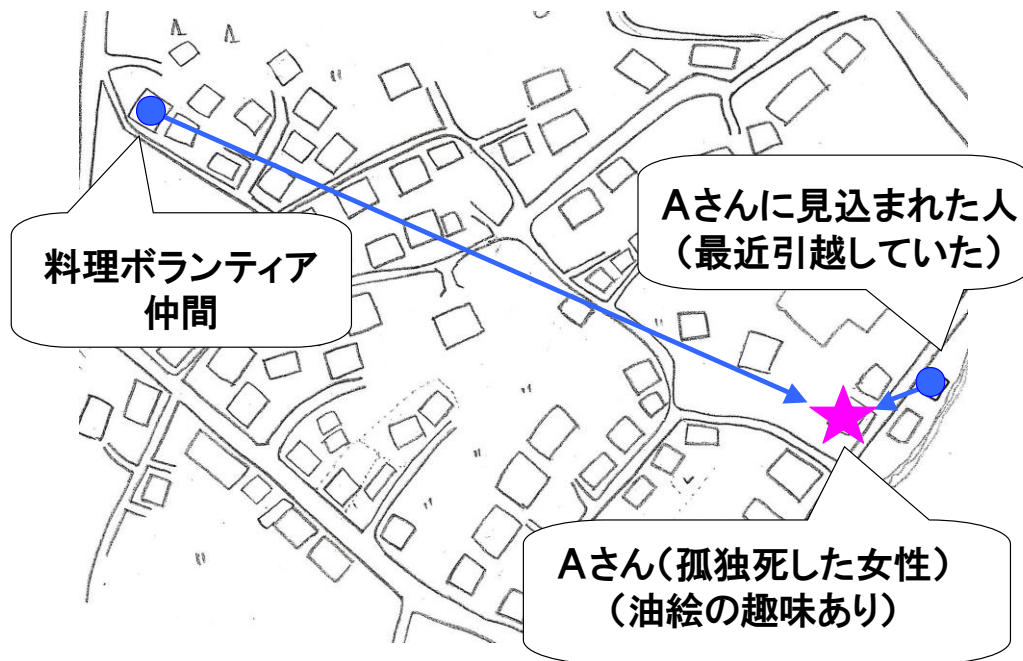 料理ボランティア
仲間
Aさんに見込まれた人
(最近引越していた)
Aさん(孤独死した女性)
(油絵の趣味あり)